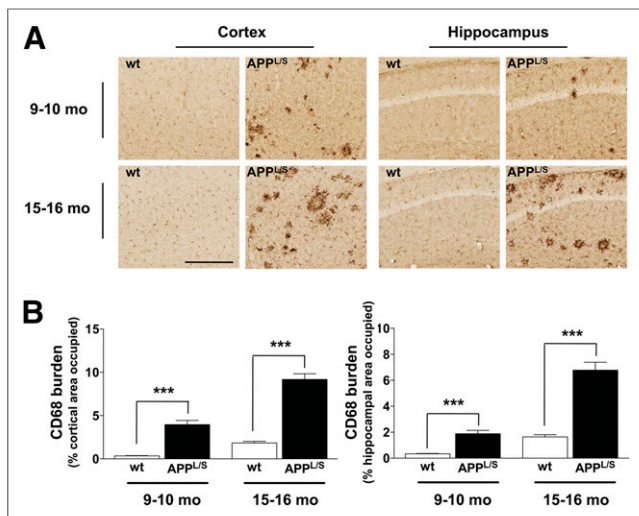 A
Cortex
Hippocampus
wt
APPL/S
wt
APPL/S
9-10 mo
15-16 mo
wt
APPL/S
wt
APPL/S
B
CD68 burden
(% cortical area occupied)
15
10
5
0
***
***
wt
APPL/S
wt
APPL/S
9-10 mo
15-16 mo
CD68 burden
(% hippocampal area occupied)
10
8
6
4
2
0
***
***
wt
APPL/S
wt
APPL/S
9-10 mo
15-16 mo